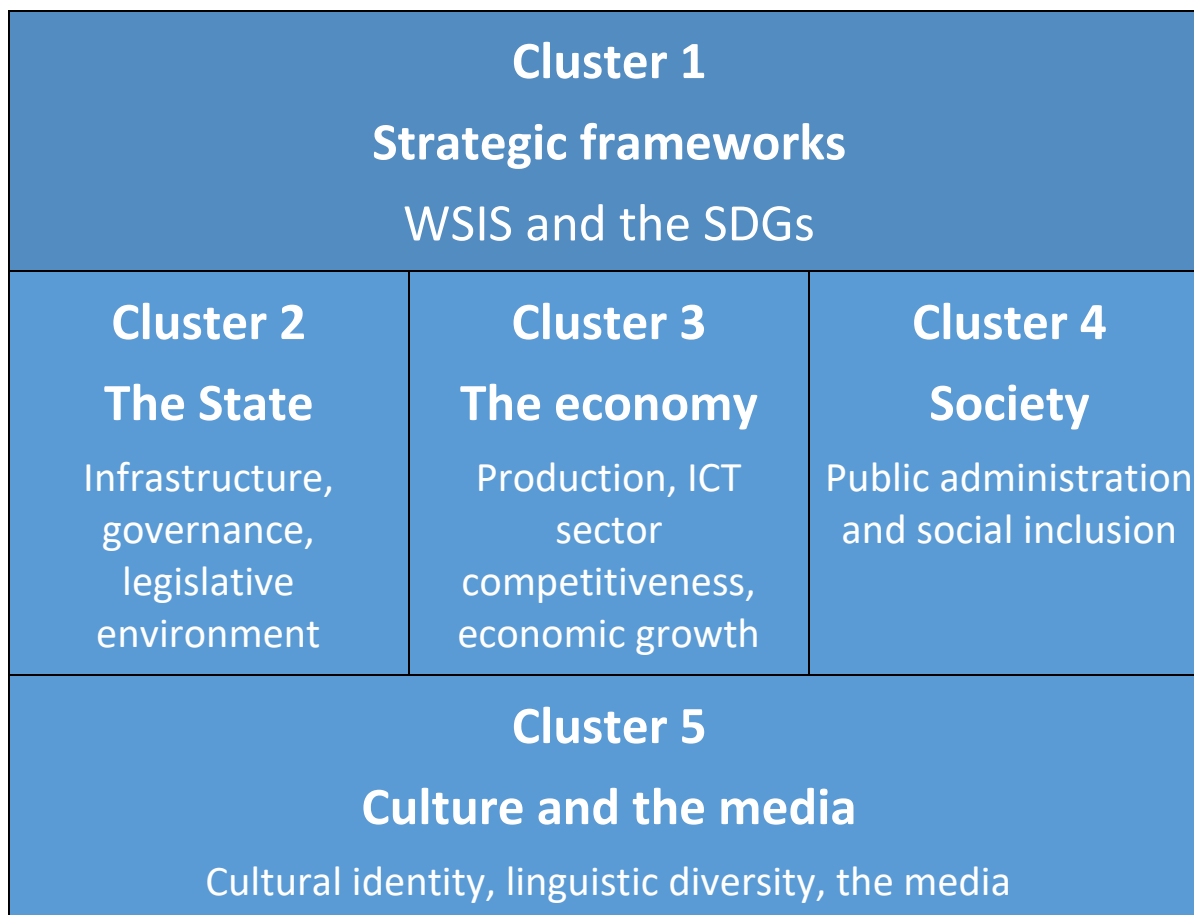 Cluster 1
Strategic frameworks
WSIS and the SDGs
Cluster 2
The State
Infrastructure,
governance,
legislative
environment
Cluster 3
The economy
Production, ICT
sector
competitiveness,
economic growth
Cluster 4
Society
Public administration
and social inclusion
Cluster 5
Culture and the media
Cultural identity, linguistic diversity, the media